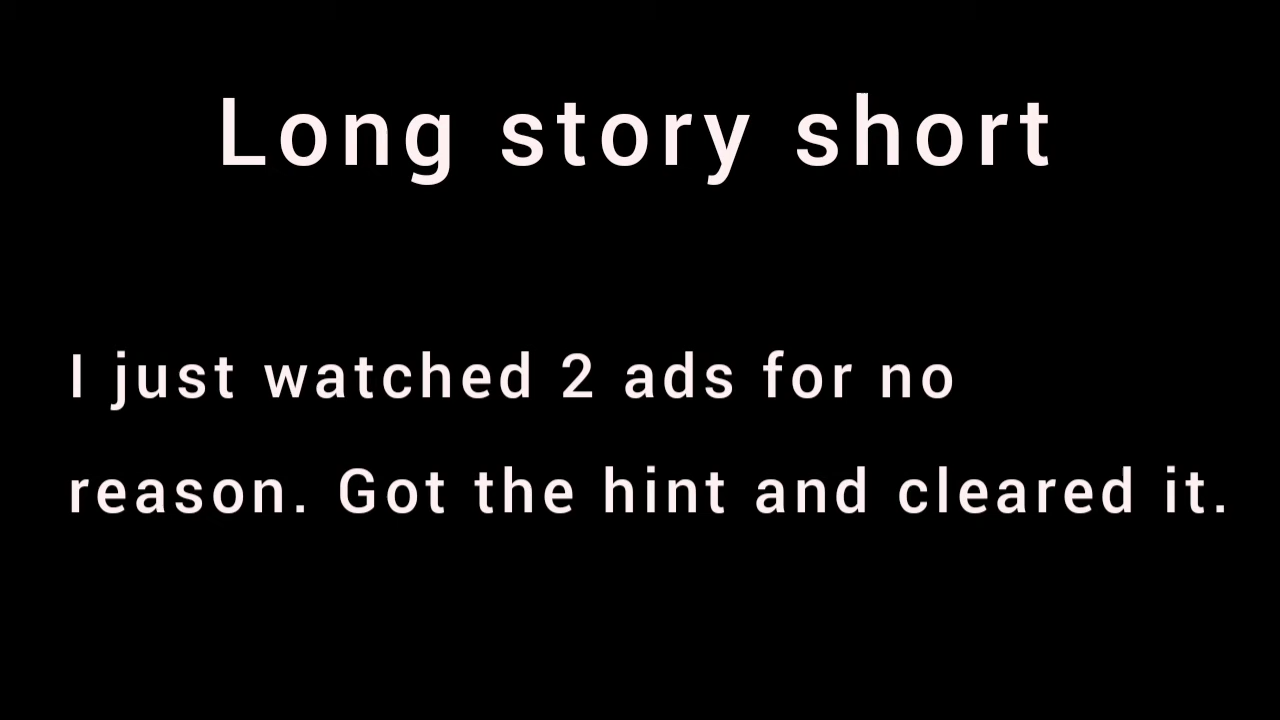 Long story short
I just watched 2 ads for no
reason. Got the hint and cleared it.